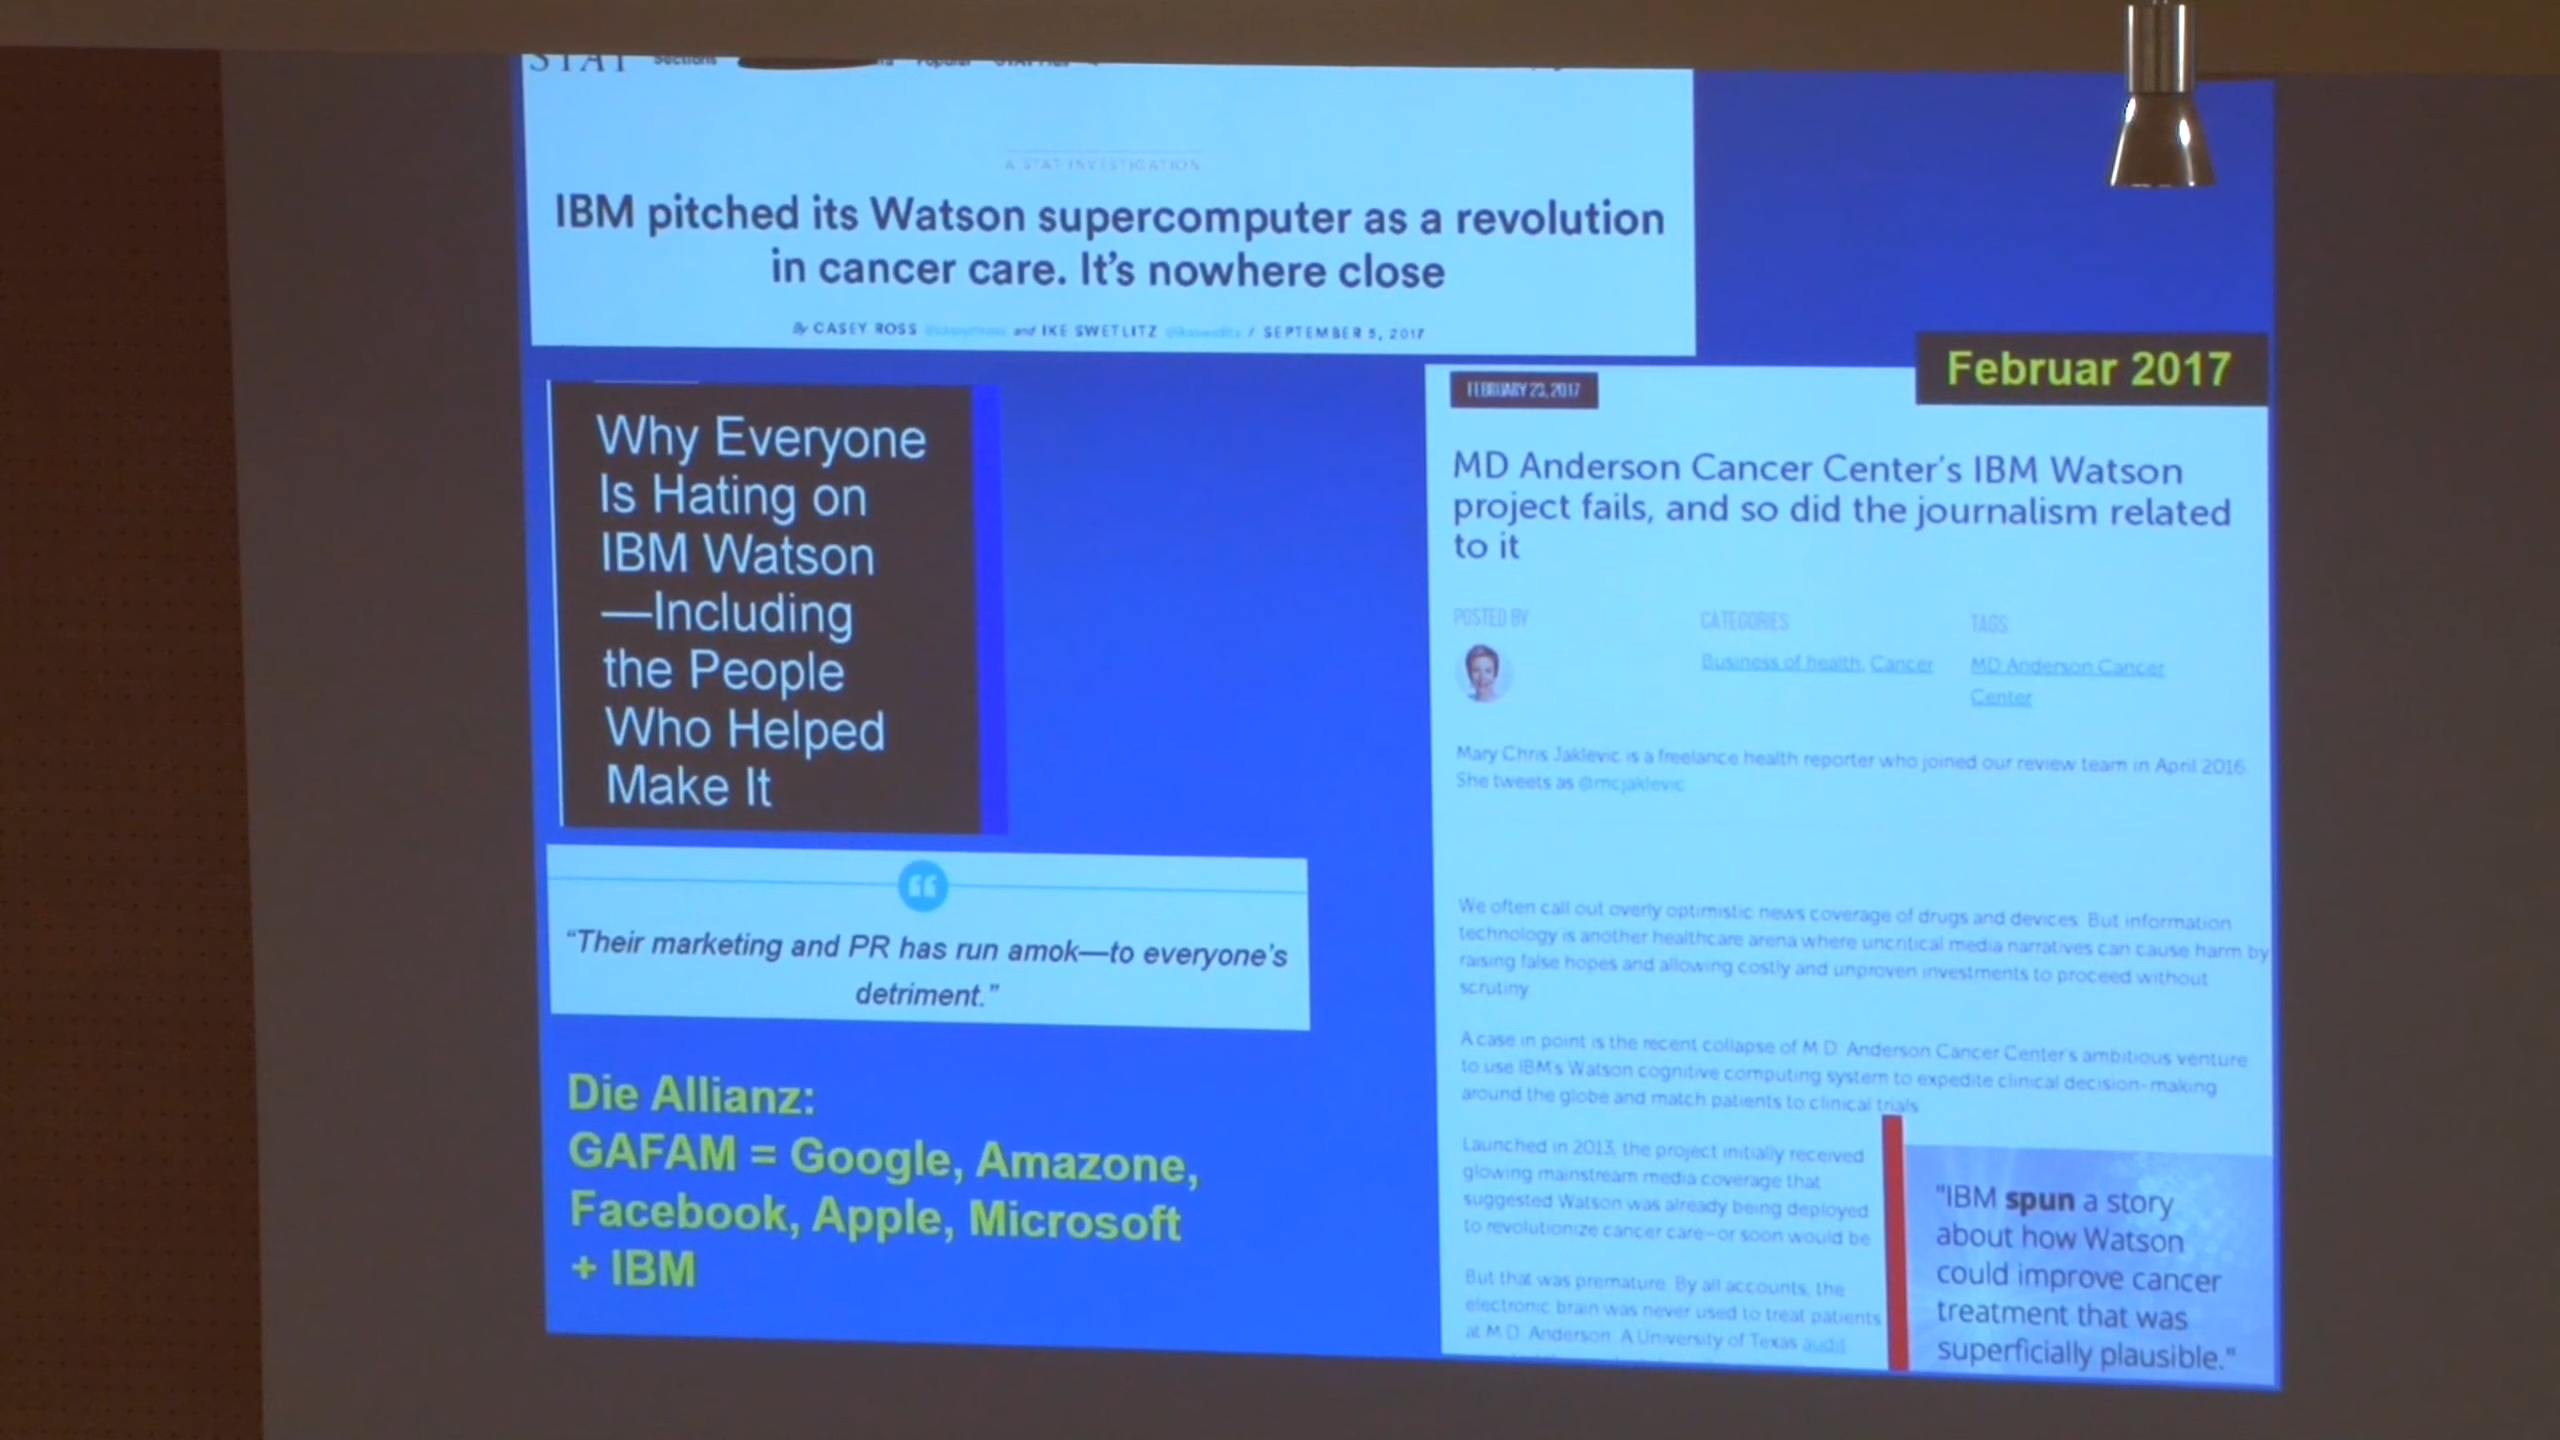 STAT Sections Popular
A STAT INVESTIGATION
IBM pitched its Watson supercomputer as a revolution
in cancer care. It's nowhere close
By CASEY ROSS @caseymross and IKE SWETLITZ @ikeswetlitz / SEPTEMBER 5, 2017
Why Everyone
Is Hating on
IBM Watson
—Including
the People
Who Helped
Make It
“Their marketing and PR has run amok—to everyone's
detriment.”
Die Allianz:
GAFAM = Google, Amazone,
Facebook, Apple, Microsoft
+ IBM
Februar 2017
FEBRUARY 23, 2017
MD Anderson Cancer Center's IBM Watson
project fails, and so did the journalism related
to it
POSTED BY
CATEGORIES
Business of health, Cancer
TAGS
MD Anderson Cancer
Center
Mary Chris Jaklevic is a freelance health reporter who joined our review team in April 2016.
She tweets as @mcjaklevic
We often call out overly optimistic news coverage of drugs and devices. But information
technology is another healthcare arena where uncritical media narratives can cause harm by
raising false hopes and allowing costly and unproven investments to proceed without
scrutiny.
A case in point is the recent collapse of M.D. Anderson Cancer Center's ambitious venture
to use IBM's Watson cognitive computing system to expedite clinical decision-making
around the globe and match patients to clinical trials.
Launched in 2013, the project initially received
glowing mainstream media coverage that
suggested Watson was already being deployed
to revolutionize cancer care–or soon would be.
But that was premature. By all accounts, the
electronic brain was never used to treat patients
at M.D. Anderson. A University of Texas audit
"IBM spun a story
about how Watson
could improve cancer
treatment that was
superficially plausible."